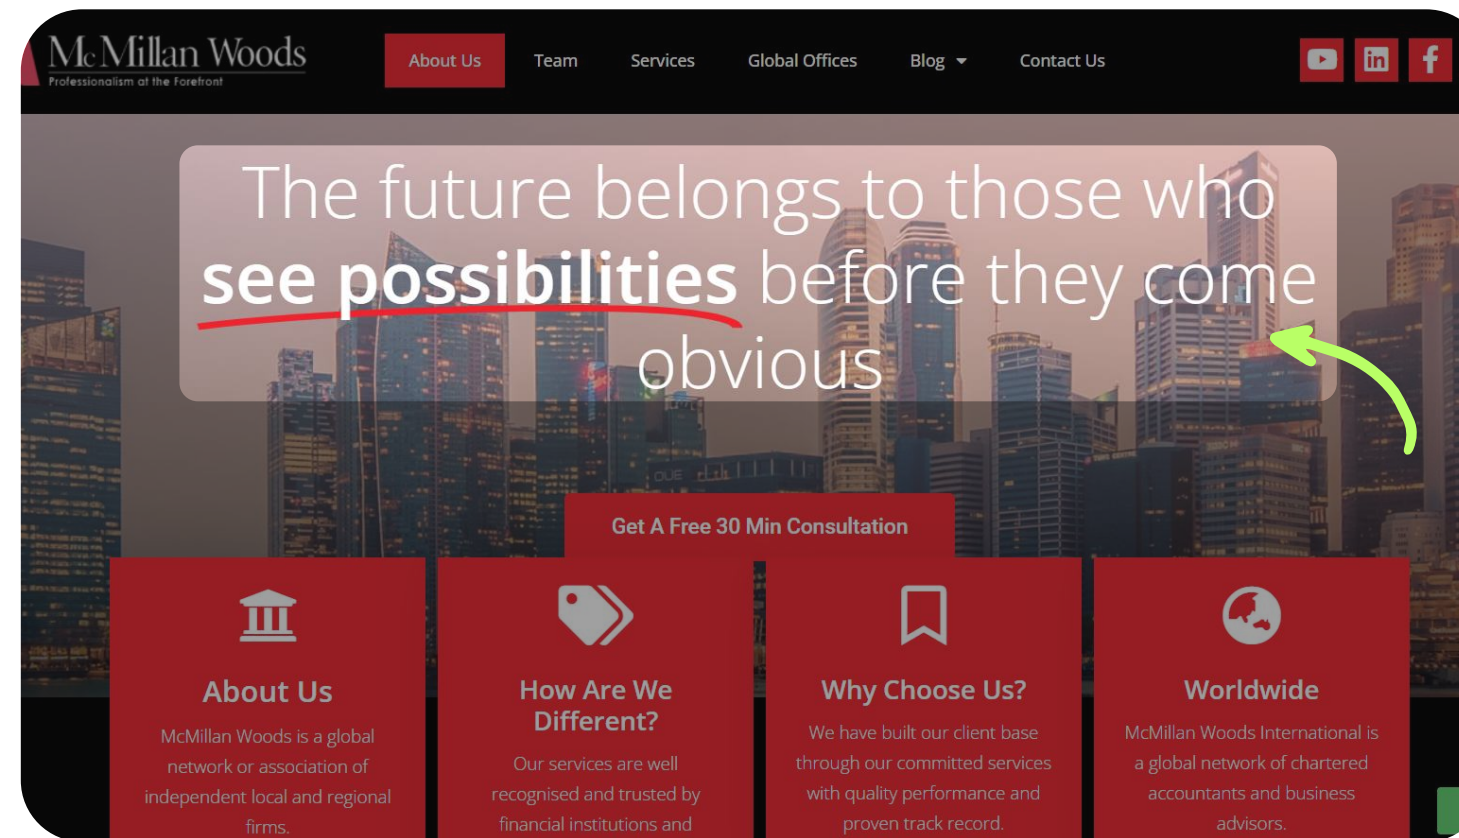 McMillan Woods
Professionalism at the Forefront
About Us
Team
Services
Global Offices
Blog
Contact Us
The future belongs to those who
see possibilities before they come
obvious
OUE
Get A Free 30 Min Consultation
About Us
McMillan Woods is a global
network or association of
independent local and regional
firms.
How Are We
Different?
Our services are well
recognised and trusted by
financial institutions and
Why Choose Us?
We have built our client base
through our committed services
with quality performance and
proven track record.
Worldwide
McMillan Woods International is
a global network of chartered
accountants and business
advisors.